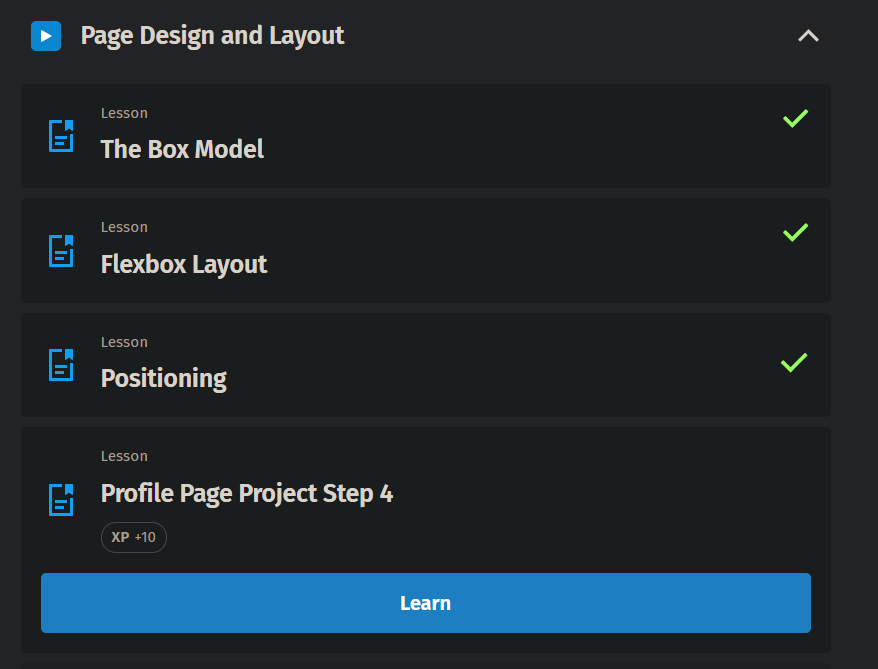 Page Design and Layout
Lesson
The Box Model
Lesson
Flexbox Layout
Lesson
Positioning
Lesson
Profile Page Project Step 4
XP +10
Learn